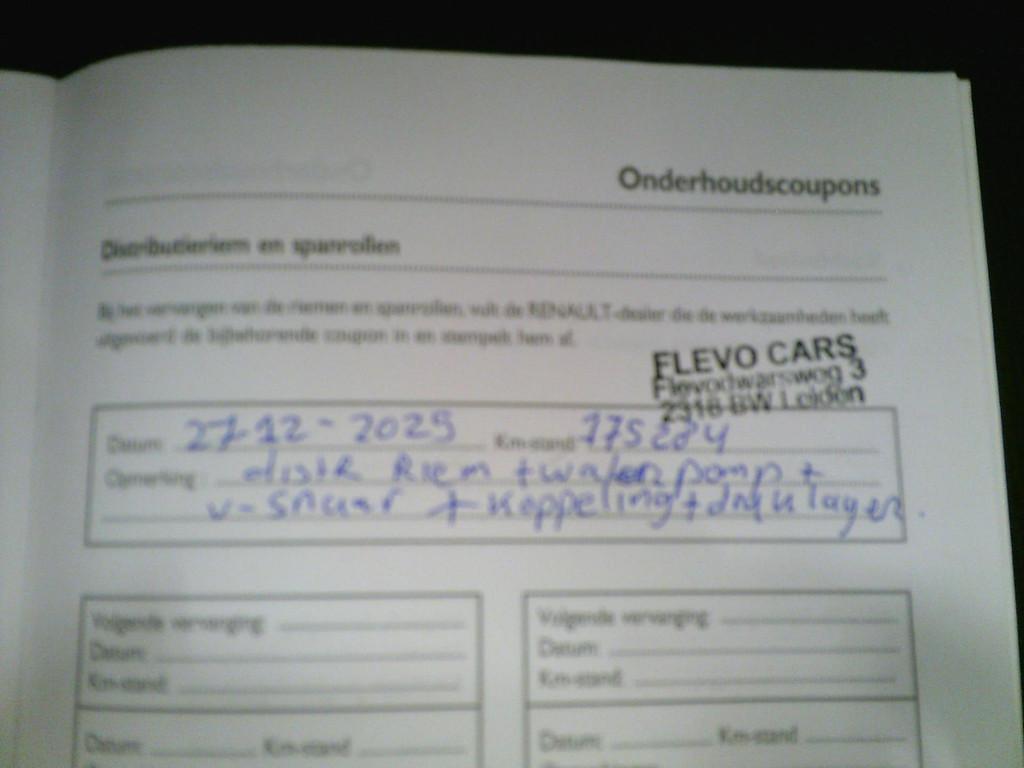 Onderhoudscoupons
Distributieriem en spanrollen
Bij het vervangen van de riemen en spanrollen, vult de RENAULT-dealer die de werkzaamheden heeft
uitgevoerd de bijbehorende coupon in en stempelt hem af.
FLEVO CARS
Flevodwarsweg 3
2318 BW Leiden
Datum: 27-12-2025 Km-stand: 175284
Opmerking: distR Riem + waterpomp +
v-snaar + Koppeling + druklager.
Volgende vervanging: Volgende vervanging:
Datum: Datum:
Km-stand: Km-stand:
Datum: Km-stand Datum: Km-stand